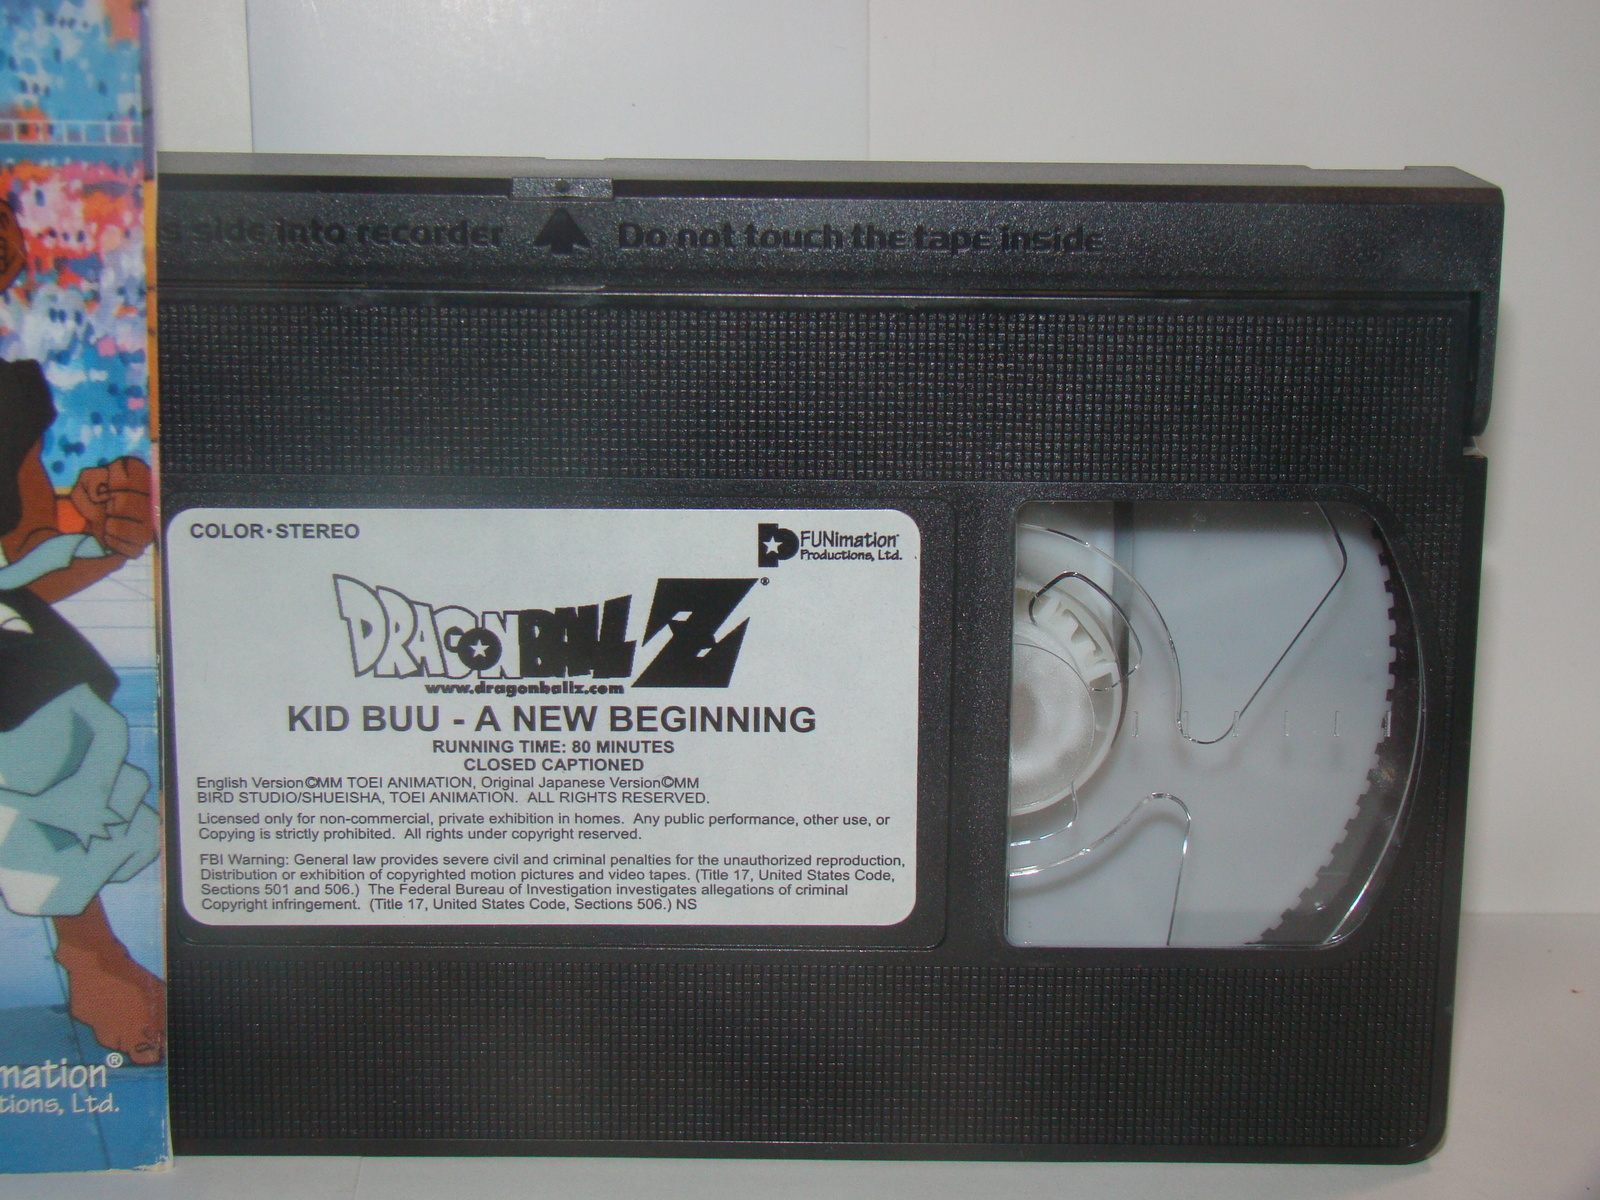 side into recorder Do not touch the tape inside
COLOR • STEREO
FUNimation
Productions, Ltd.
DRAGON BALL Z®
www.dragonballz.com
KID BUU - A NEW BEGINNING
RUNNING TIME: 80 MINUTES
CLOSED CAPTIONED
English Version©MM TOEI ANIMATION, Original Japanese Version©MM
BIRD STUDIO/SHUEISHA, TOEI ANIMATION. ALL RIGHTS RESERVED.
Licensed only for non-commercial, private exhibition in homes. Any public performance, other use, or
Copying is strictly prohibited. All rights under copyright reserved.
FBI Warning: General law provides severe civil and criminal penalties for the unauthorized reproduction,
Distribution or exhibition of copyrighted motion pictures and video tapes. (Title 17, United States Code,
Sections 501 and 506.) The Federal Bureau of Investigation investigates allegations of criminal
Copyright infringement. (Title 17, United States Code, Sections 506.) NS
mation®
tions, Ltd.